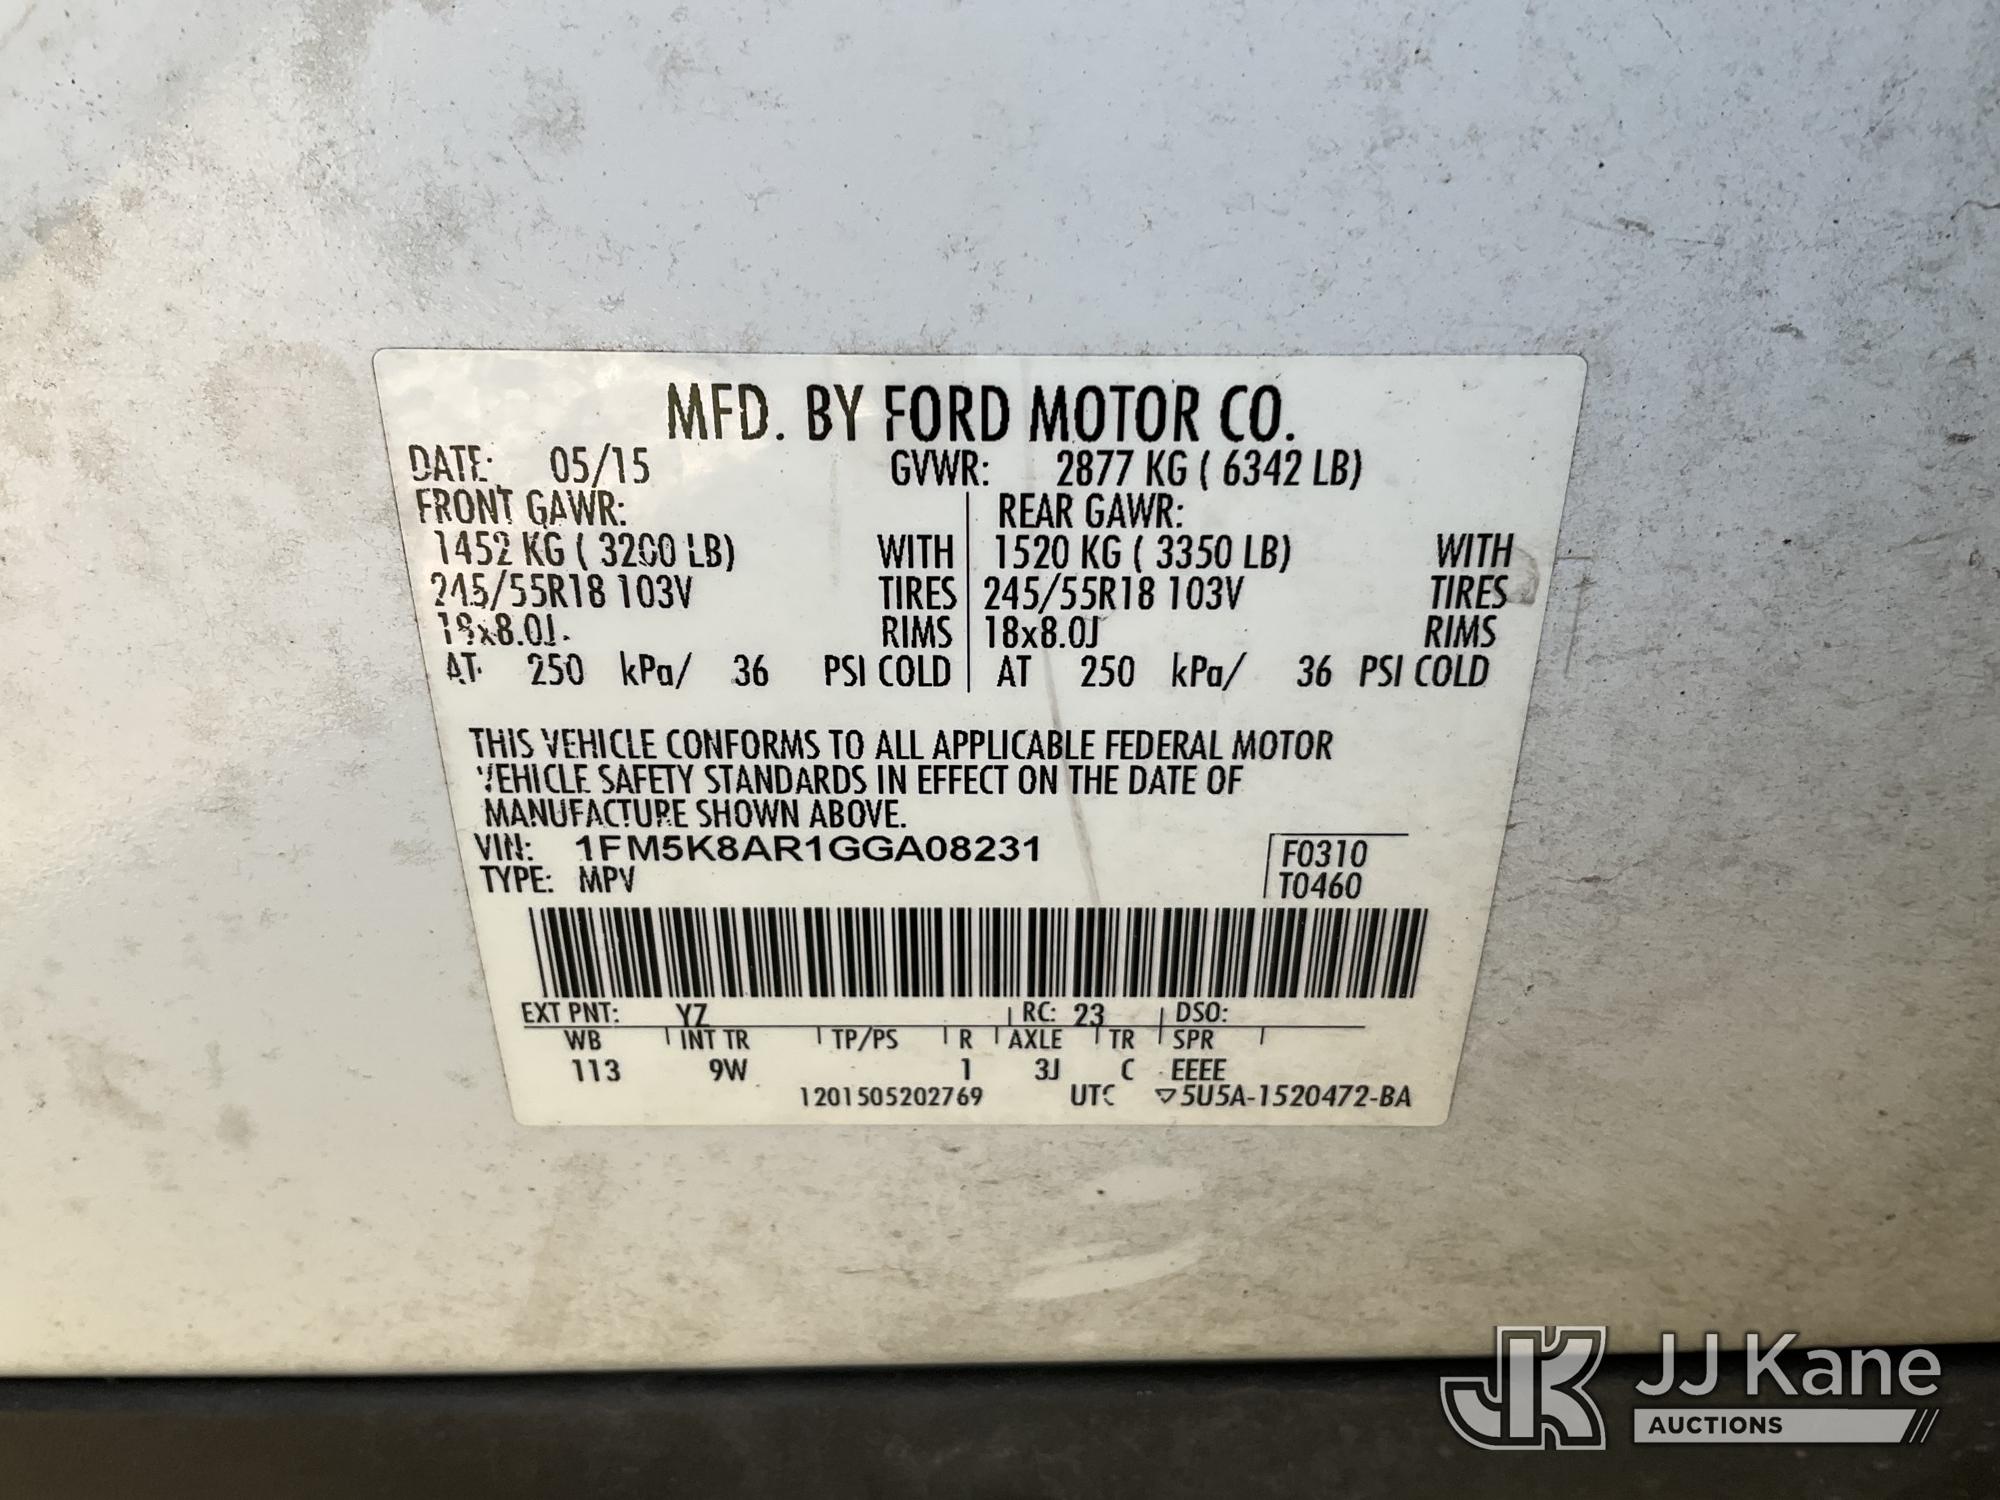 MFD. BY FORD MOTOR CO.
DATE: 05/15 GVWR: 2877 KG ( 6342 LB)
FRONT GAWR: REAR GAWR:
1452 KG ( 3200 LB) WITH 1520 KG ( 3350 LB) WITH
245/55R18 103V TIRES 245/55R18 103V TIRES
18x8.0J RIMS 18x8.0J RIMS
AT 250 kPa/ 36 PSI COLD AT 250 kPa/ 36 PSI COLD
THIS VEHICLE CONFORMS TO ALL APPLICABLE FEDERAL MOTOR
VEHICLE SAFETY STANDARDS IN EFFECT ON THE DATE OF
MANUFACTURE SHOWN ABOVE.
VIN: 1FM5K8AR1GGA08231 F0310
TYPE: MPV T0460
EXT PNT: YZ RC: 23 DSO:
WB INT TR TP/PS R AXLE TR SPR
113 9W 1 3J C EEEE
1201505202769 UTC ▽5U5A-1520472-BA
JK JJ Kane
AUCTIONS